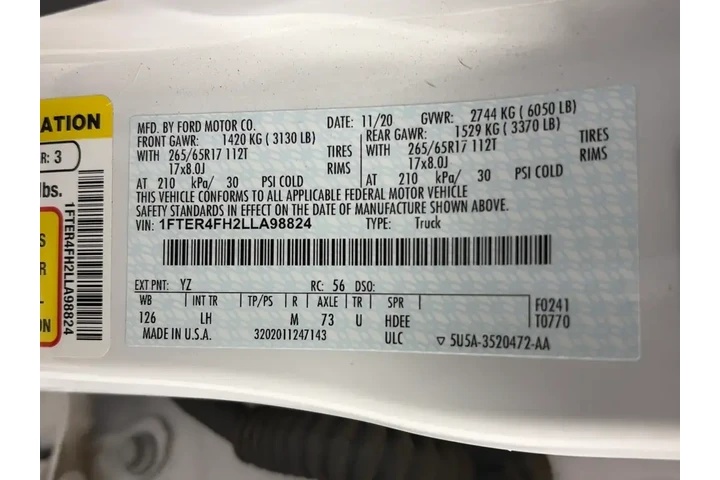 ATION
R: 3
lbs.
S
ER
ION
1FTER4FH2LLA98824
MFD. BY FORD MOTOR CO. DATE: 11/20 GVWR: 2744 KG ( 6050 LB)
FRONT GAWR: 1420 KG ( 3130 LB) REAR GAWR: 1529 KG ( 3370 LB)
WITH 265/65R17 112T TIRES WITH 265/65R17 112T TIRES
17x8.0J RIMS 17x8.0J RIMS
AT 210 kPa/ 30 PSI COLD AT 210 kPa/ 30 PSI COLD
THIS VEHICLE CONFORMS TO ALL APPLICABLE FEDERAL MOTOR VEHICLE
SAFETY STANDARDS IN EFFECT ON THE DATE OF MANUFACTURE SHOWN ABOVE.
VIN: 1FTER4FH2LLA98824 TYPE: Truck
EXT PNT: YZ RC: 56 DSO:
WB INT TR TP/PS R AXLE TR SPR F0241
126 LH M 73 U HDEE T0770
MADE IN U.S.A. 3202011247143 ULC ▽ 5U5A-3520472-AA